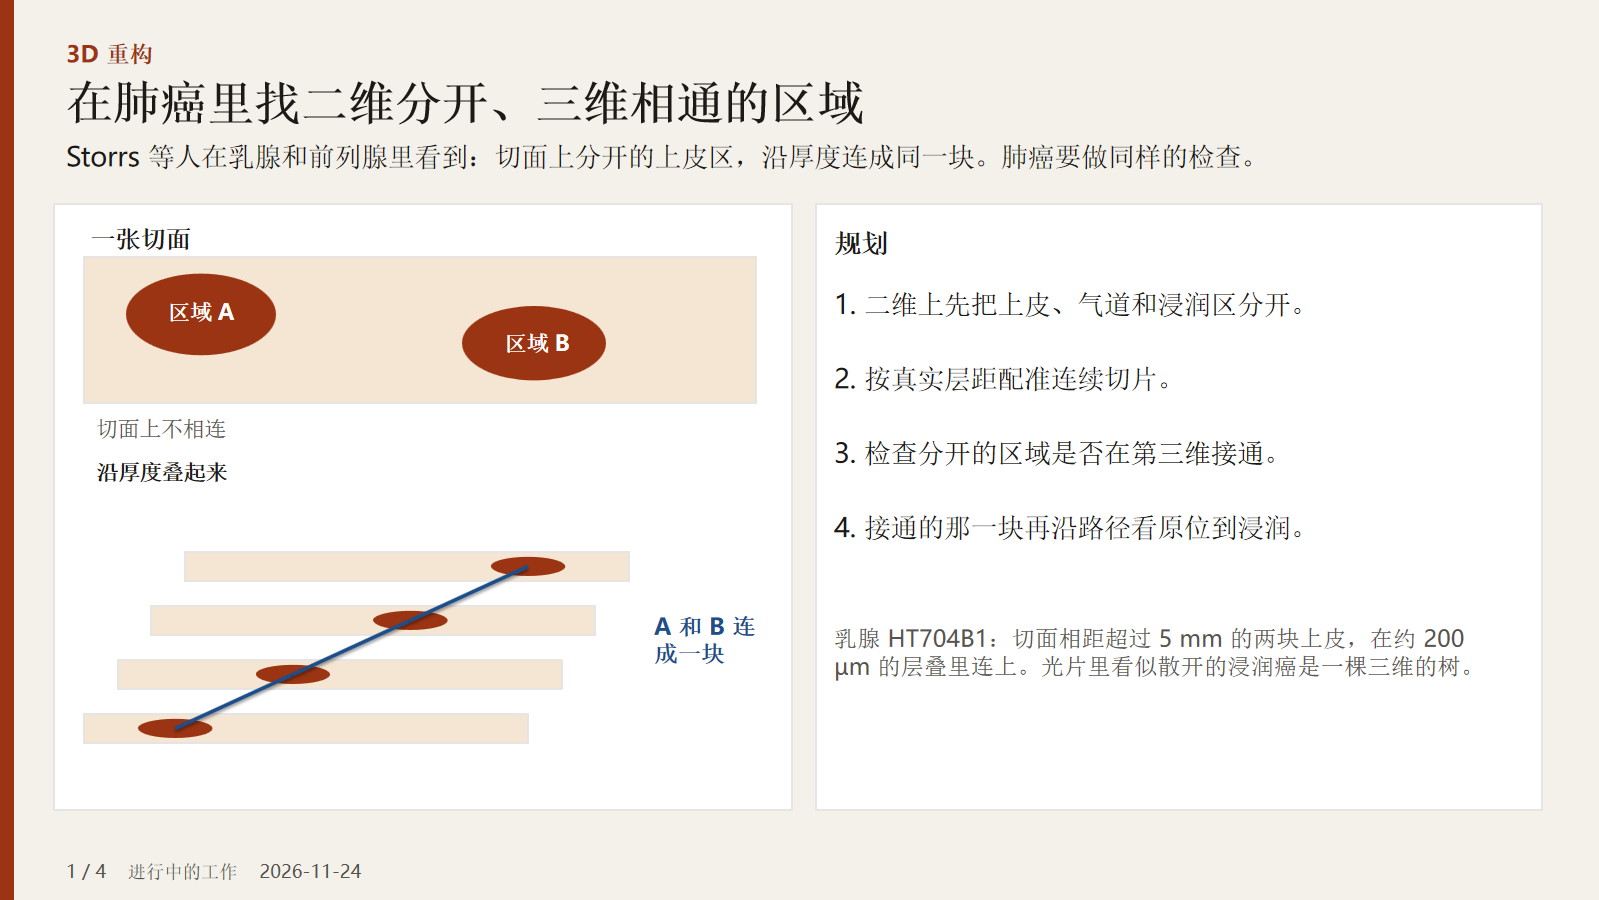 3D 重构
在肺癌里找二维分开、三维相通的区域
Storrs 等人在乳腺和前列腺里看到：切面上分开的上皮区，沿厚度连成同一块。肺癌要做同样的检查。
一张切面
区域 A
区域 B
切面上不相连
沿厚度叠起来
A 和 B 连
成一块
规划
1. 二维上先把上皮、气道和浸润区分开。
2. 按真实层距配准连续切片。
3. 检查分开的区域是否在第三维接通。
4. 接通的那一块再沿路径看原位到浸润。
乳腺 HT704B1：切面相距超过 5 mm 的两块上皮，在约 200
μm 的层叠里连上。光片里看似散开的浸润癌是一棵三维的树。
1 / 4 进行中的工作 2026-11-24